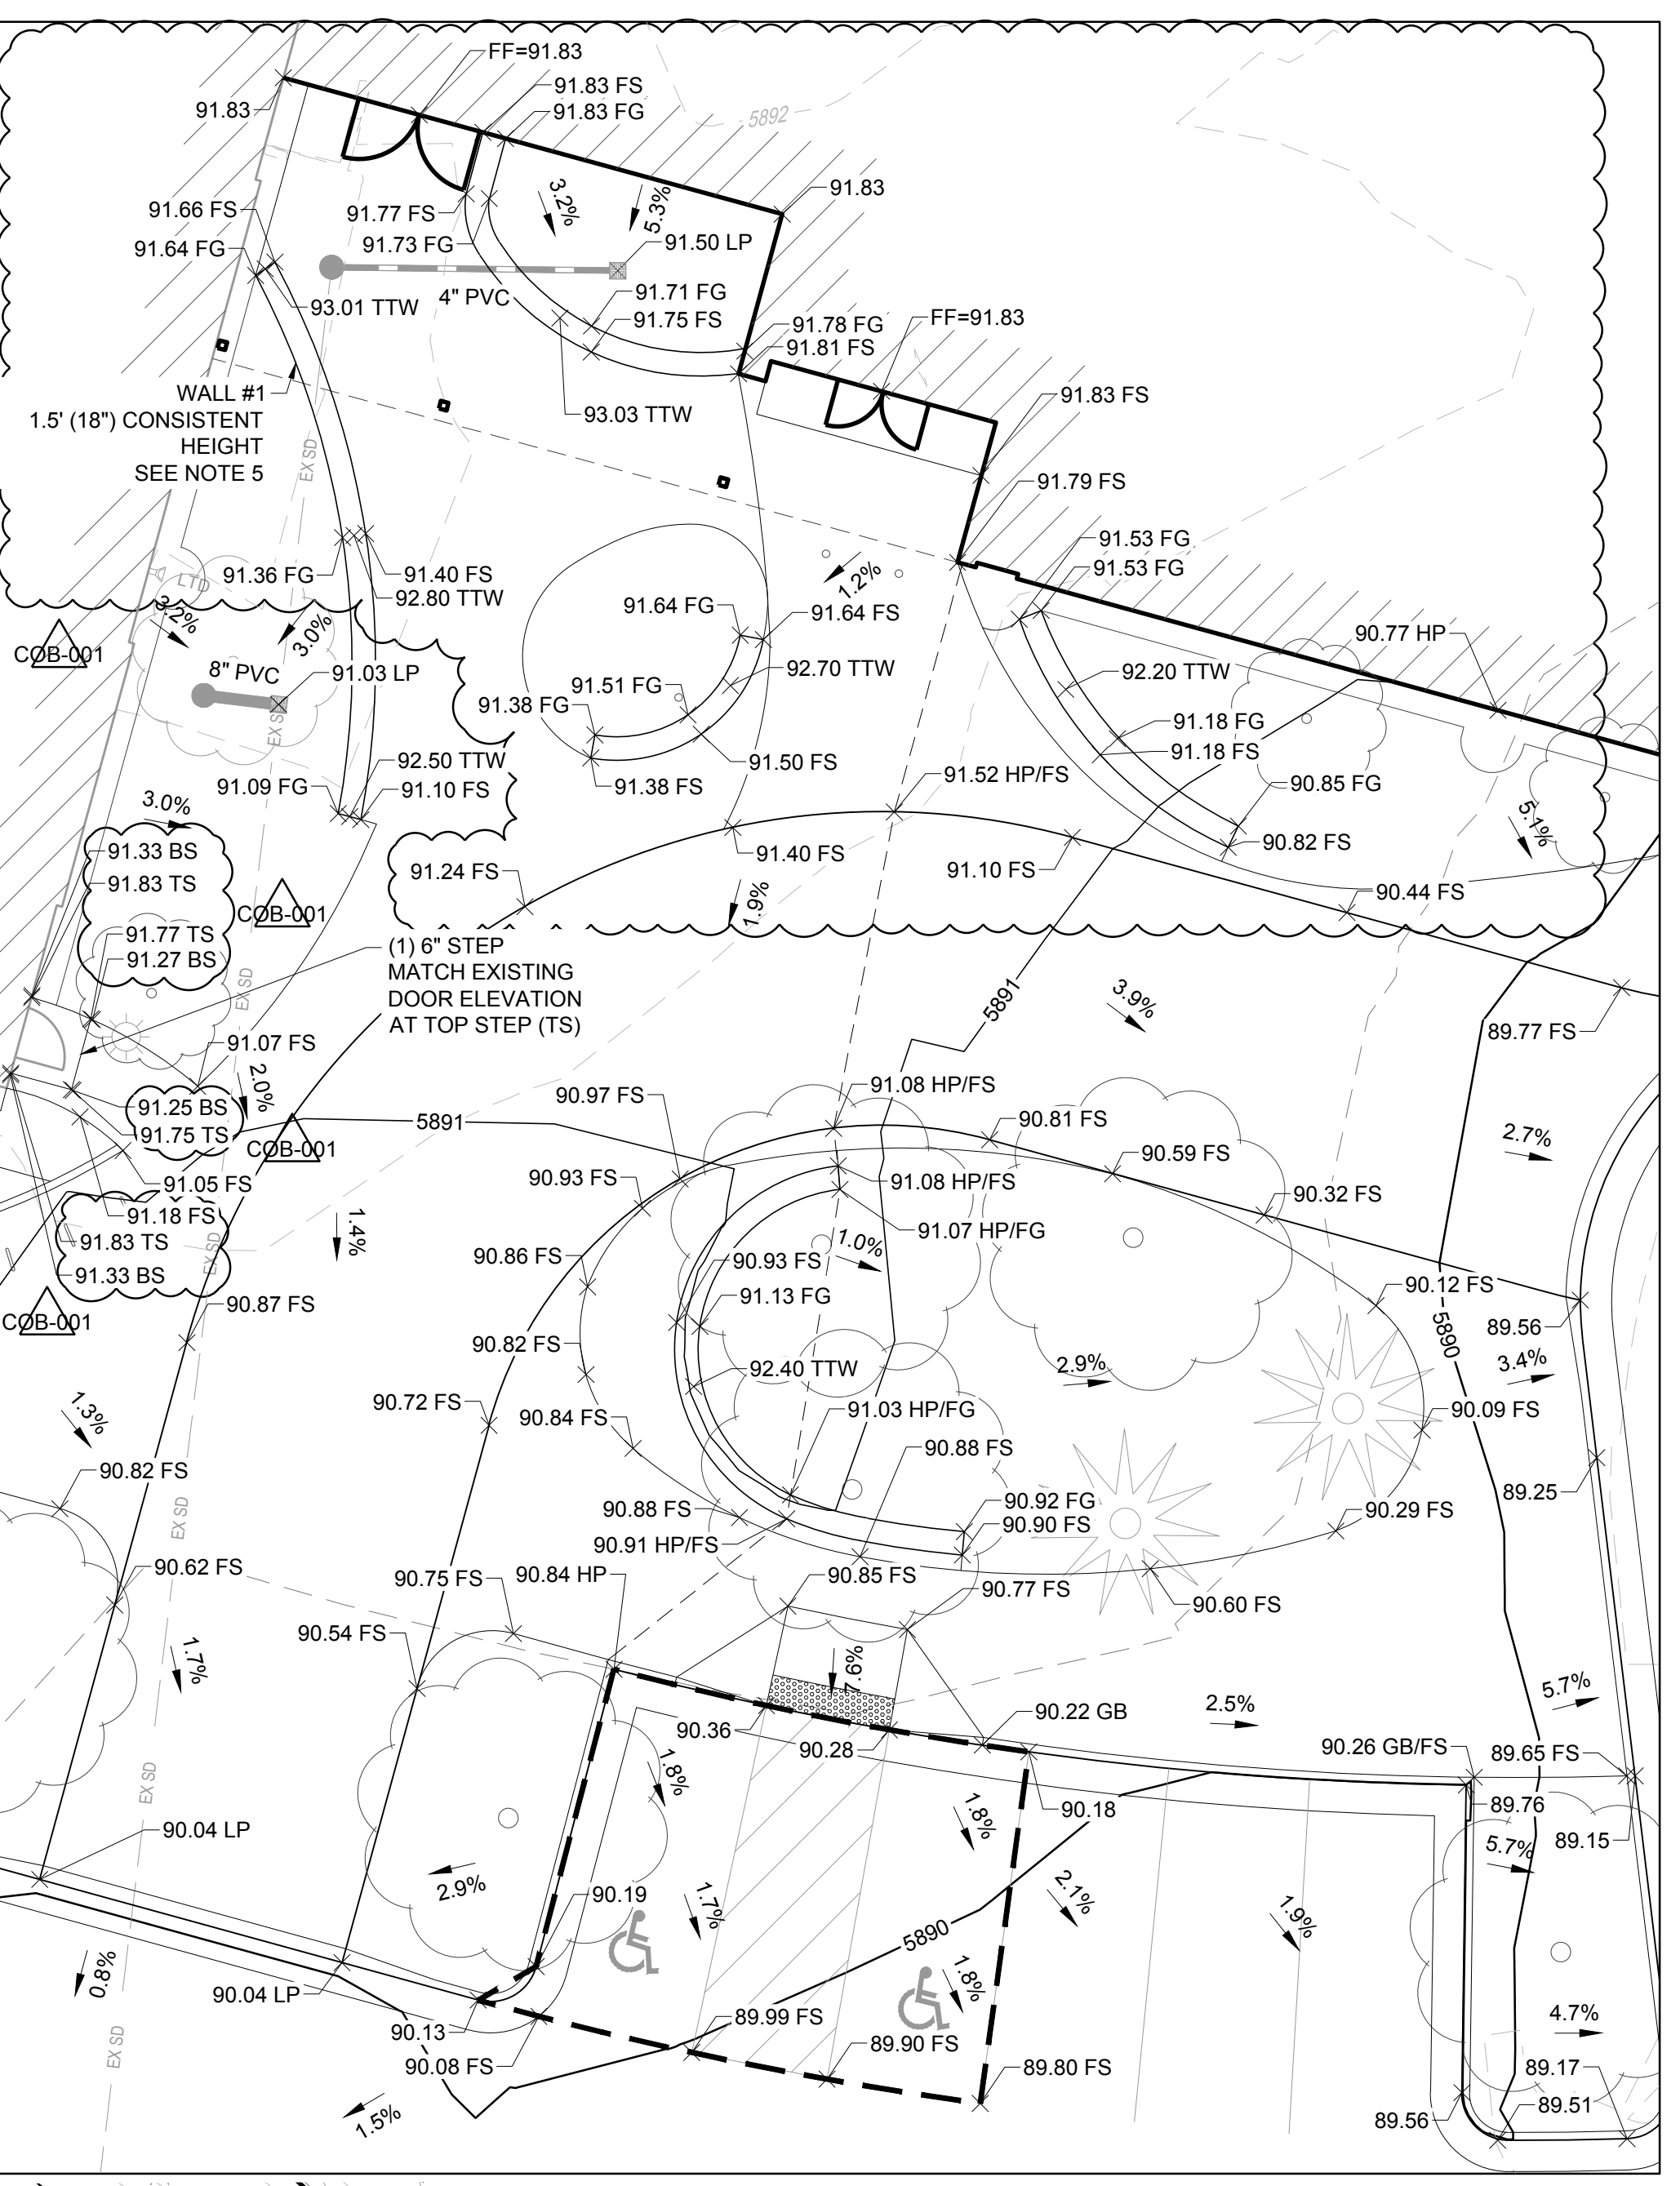 FF=91.83
91.83 FS
91.83
91.83 FG
5892
91.83
3.2%
5.3%
91.66 FS
91.77 FS
91.64 FG
91.73 FG
91.50 LP
93.01 TTW
4" PVC
91.71 FG
91.75 FS
91.78 FG
FF=91.83
91.81 FS
WALL #1
1.5' (18") CONSISTENT
HEIGHT
SEE NOTE 5
93.03 TTW
91.83 FS
EX SD
91.79 FS
91.53 FG
91.53 FG
LTD
91.36 FG
91.40 FS
92.80 TTW
1.2%
3.2%
3.0%
91.64 FG
91.64 FS
90.77 HP
COB-001
8" PVC
91.03 LP
91.51 FG
92.70 TTW
92.20 TTW
91.38 FG
EX S
91.18 FG
91.18 FS
92.50 TTW
91.50 FS
91.52 HP/FS
91.09 FG
91.10 FS
91.38 FS
90.85 FG
3.0%
5.1%
91.33 BS
91.83 TS
91.40 FS
90.82 FS
91.24 FS
91.10 FS
90.44 FS
COB-001
1.9%
91.77 TS
91.27 BS
(1) 6" STEP
MATCH EXISTING
DOOR ELEVATION
AT TOP STEP (TS)
EX SD
5891
3.9%
89.77 FS
91.07 FS
2.0%
91.25 BS
91.75 TS
COB-001
5891
90.97 FS
91.08 HP/FS
90.81 FS
2.7%
91.05 FS
90.93 FS
91.08 HP/FS
90.59 FS
91.18 FS
91.83 TS
91.33 BS
EX SD
1.4%
90.32 FS
91.07 HP/FG
1.0%
90.86 FS
90.93 FS
COB-001
90.87 FS
91.13 FG
90.12 FS
89.56
90.82 FS
5890
92.40 TTW
2.9%
3.4%
1.3%
90.72 FS
90.84 FS
91.03 HP/FG
90.09 FS
90.82 FS
90.88 FS
89.25
EX SD
90.88 FS
90.92 FG
90.90 FS
90.29 FS
90.91 HP/FS
90.62 FS
90.75 FS
90.84 HP
90.85 FS
90.77 FS
90.60 FS
90.54 FS
1.7%
7.6%
5.7%
90.36
90.28
90.22 GB
2.5%
90.26 GB/FS
89.65 FS
EX SD
1.8%
1.8%
90.18
89.76
90.04 LP
5.7%
89.15
2.9%
90.19
1.7%
2.1%
1.9%
5890
0.8%
90.04 LP
1.8%
90.13
89.99 FS
4.7%
EX SD
90.08 FS
89.90 FS
89.80 FS
89.17
1.5%
89.56
89.51